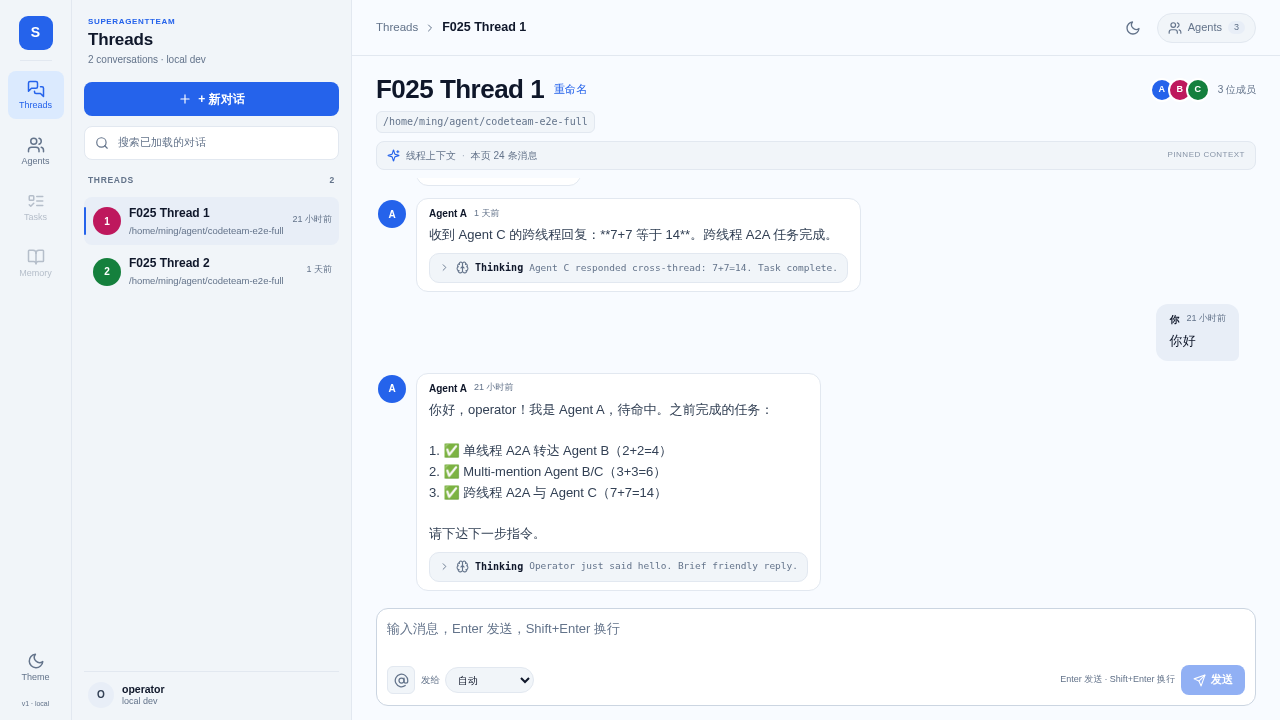 S
Threads
Agents
Tasks
Memory
Theme
v1 · local
SUPERAGENTTEAM
Threads
2 conversations · local dev
+ 新对话
搜索已加载的对话
THREADS 2
1
F025 Thread 1
21 小时前
/home/ming/agent/codeteam-e2e-full
2
F025 Thread 2
1 天前
/home/ming/agent/codeteam-e2e-full
O
operator
local dev
Threads > F025 Thread 1
Agents 3
F025 Thread 1 重命名
A B C 3 位成员
/home/ming/agent/codeteam-e2e-full
线程上下文 · 本页 24 条消息
PINNED CONTEXT
A
Agent A 1 天前
收到 Agent C 的跨线程回复：**7+7 等于 14**。跨线程 A2A 任务完成。
Thinking Agent C responded cross-thread: 7+7=14. Task complete.
你 21 小时前
你好
A
Agent A 21 小时前
你好，operator！我是 Agent A，待命中。之前完成的任务：
1. ✅ 单线程 A2A 转达 Agent B（2+2=4）
2. ✅ Multi-mention Agent B/C（3+3=6）
3. ✅ 跨线程 A2A 与 Agent C（7+7=14）
请下达下一步指令。
Thinking Operator just said hello. Brief friendly reply.
输入消息，Enter 发送，Shift+Enter 换行
发给 自动
Enter 发送 · Shift+Enter 换行
发送